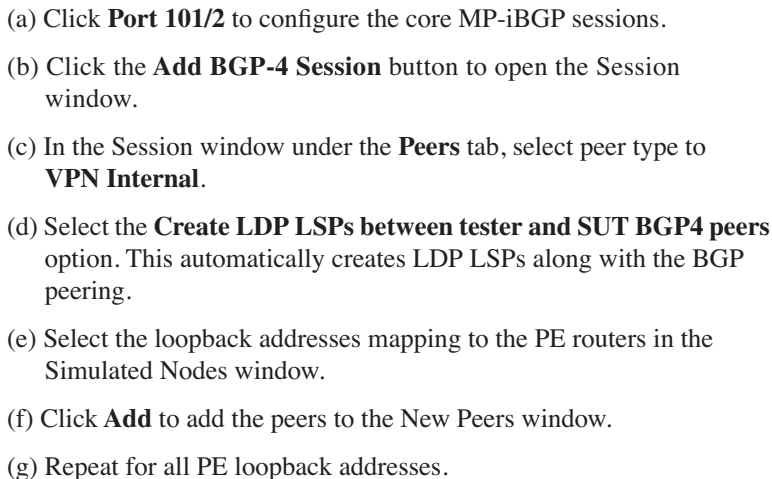 (a) Click Port 101/2 to configure the core MP-iBGP sessions.
(b) Click the Add BGP-4 Session button to open the Session
window.
(c) In the Session window under the Peers tab, select peer type to
VPN Internal.
(d) Select the Create LDP LSPs between tester and SUT BGP4 peers
option. This automatically creates LDP LSPs along with the BGP
peering.
(e) Select the loopback addresses mapping to the PE routers in the
Simulated Nodes window.
(f) Click Add to add the peers to the New Peers window.
(g) Repeat for all PE loopback addresses.